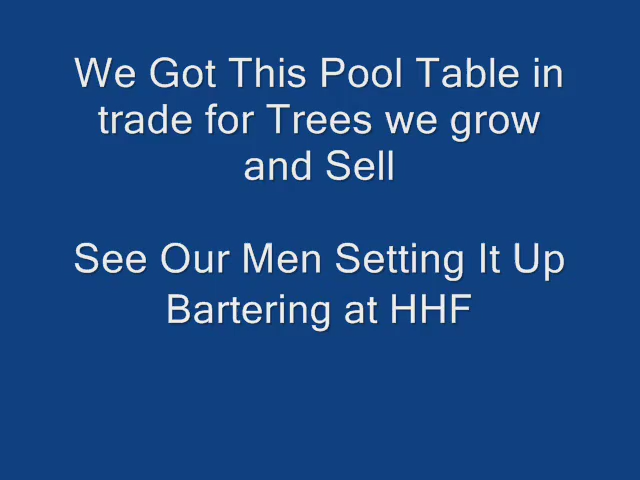 We Got This Pool Table in
trade for Trees we grow
and Sell
See Our Men Setting It Up
Bartering at HHF